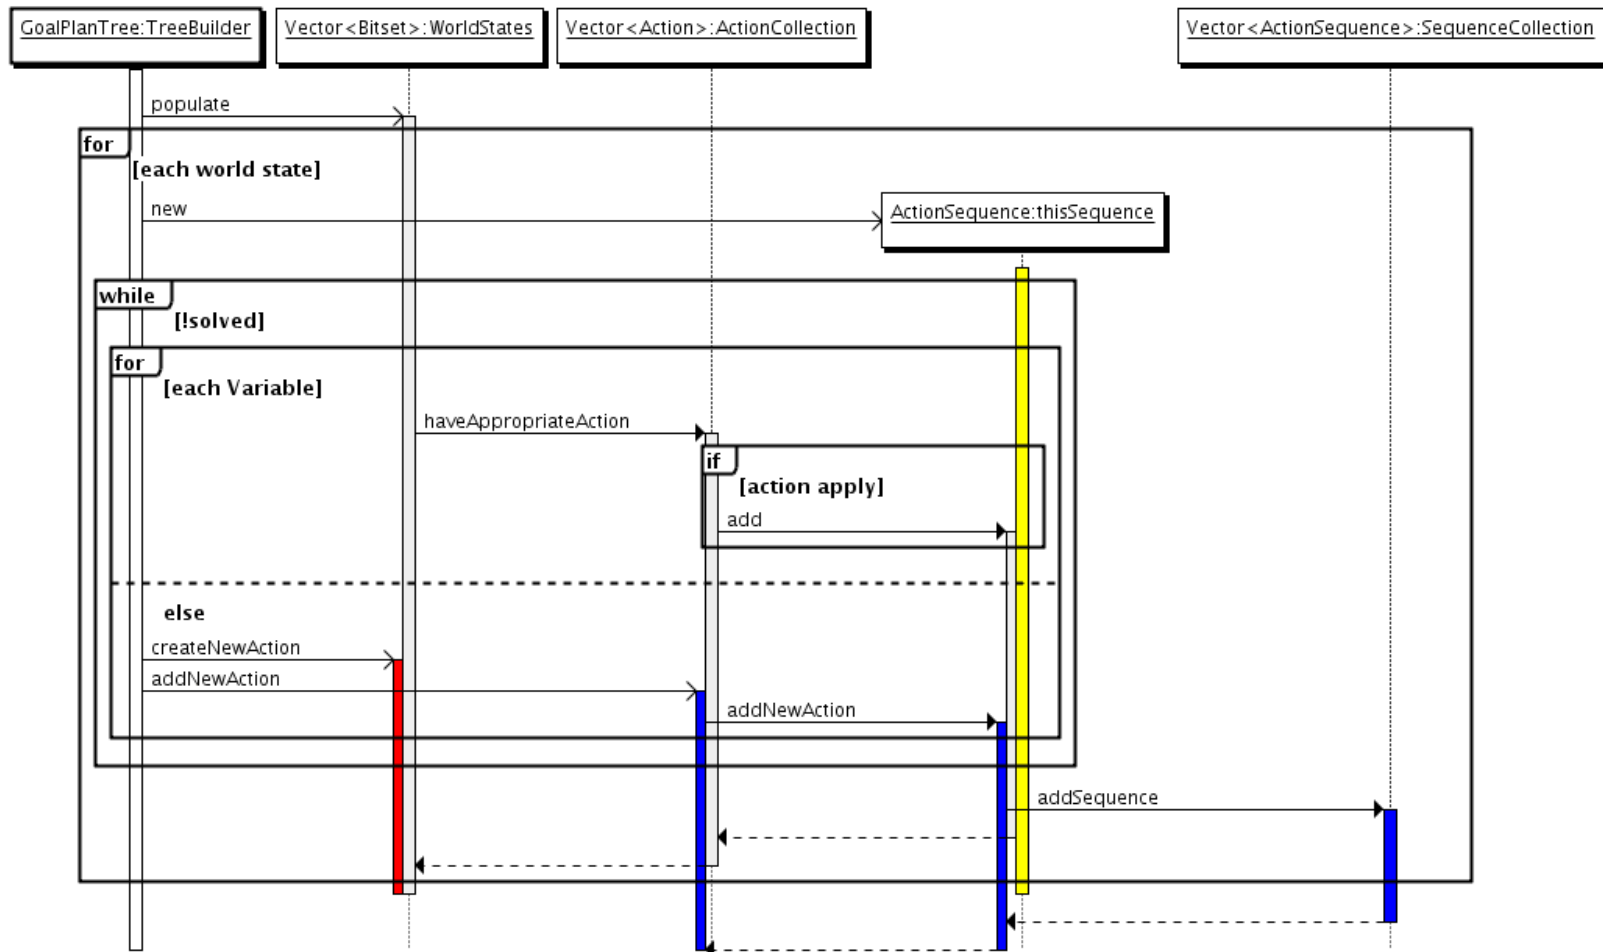 GoalPlanTree:TreeBuilder
Vector<Bitset>:WorldStates
Vector<Action>:ActionCollection
Vector<ActionSequence>:SequenceCollection
populate
for
[each world state]
new
ActionSequence:thisSequence
while
[!solved]
for
[each Variable]
haveAppropriateAction
if
[action apply]
add
else
createNewAction
addNewAction
addNewAction
addSequence